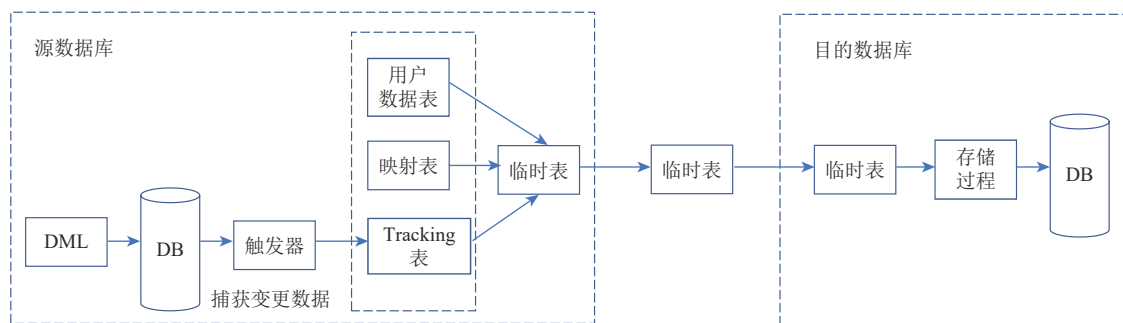 源数据库
目的数据库
用户
数据表
映射表
临时表
临时表
临时表
存储
过程
DB
DML
DB
触发器
Tracking
表
捕获变更数据